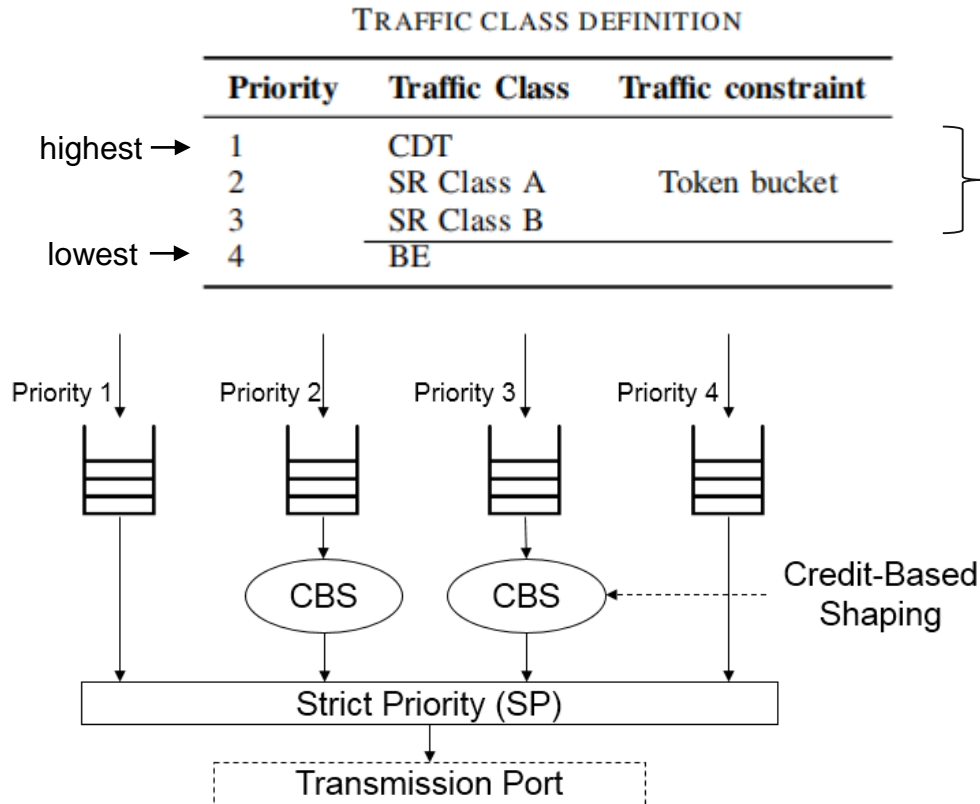 TRAFFIC CLASS DEFINITION
Priority Traffic Class Traffic constraint
highest 1 CDT
2 SR Class A Token bucket
3 SR Class B
lowest 4 BE
Priority 1 Priority 2 Priority 3 Priority 4
CBS CBS
Credit-Based
Shaping
Strict Priority (SP)
Transmission Port